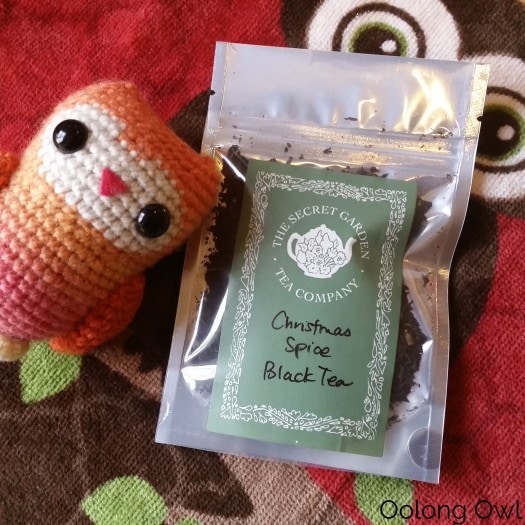 THE SECRET GARDEN
TEA COMPANY
Christmas
Spice
Black Tea
Oolong Owl